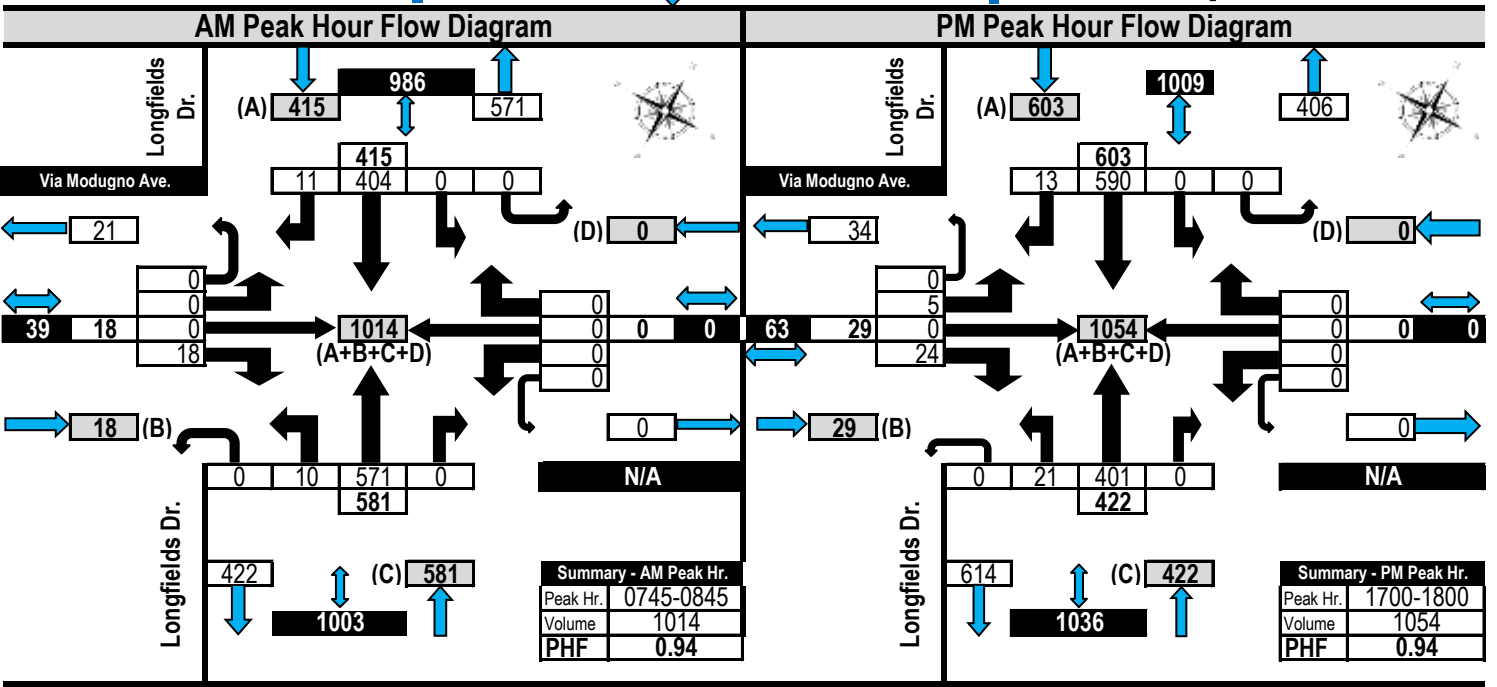 AM Peak Hour Flow Diagram
Longfields Dr.
986
(A) 415
571
415
Via Modugno Ave.
11 404 0 0
21
(D) 0
0
0
39 18 0
18
1014
(A+B+C+D)
0
0 0 0
0
0
18 (B)
0
0 10 571 0
581
N/A
Longfields Dr.
422
(C) 581
1003
Summary - AM Peak Hr.
Peak Hr. 0745-0845
Volume 1014
PHF 0.94
PM Peak Hour Flow Diagram
Longfields Dr.
1009
(A) 603
406
603
Via Modugno Ave.
13 590 0 0
34
(D) 0
0
5
63 29 0
24
1054
(A+B+C+D)
0
0 0 0
0
0
29 (B)
0
0 21 401 0
422
N/A
Longfields Dr.
614
(C) 422
1036
Summary - PM Peak Hr.
Peak Hr. 1700-1800
Volume 1054
PHF 0.94